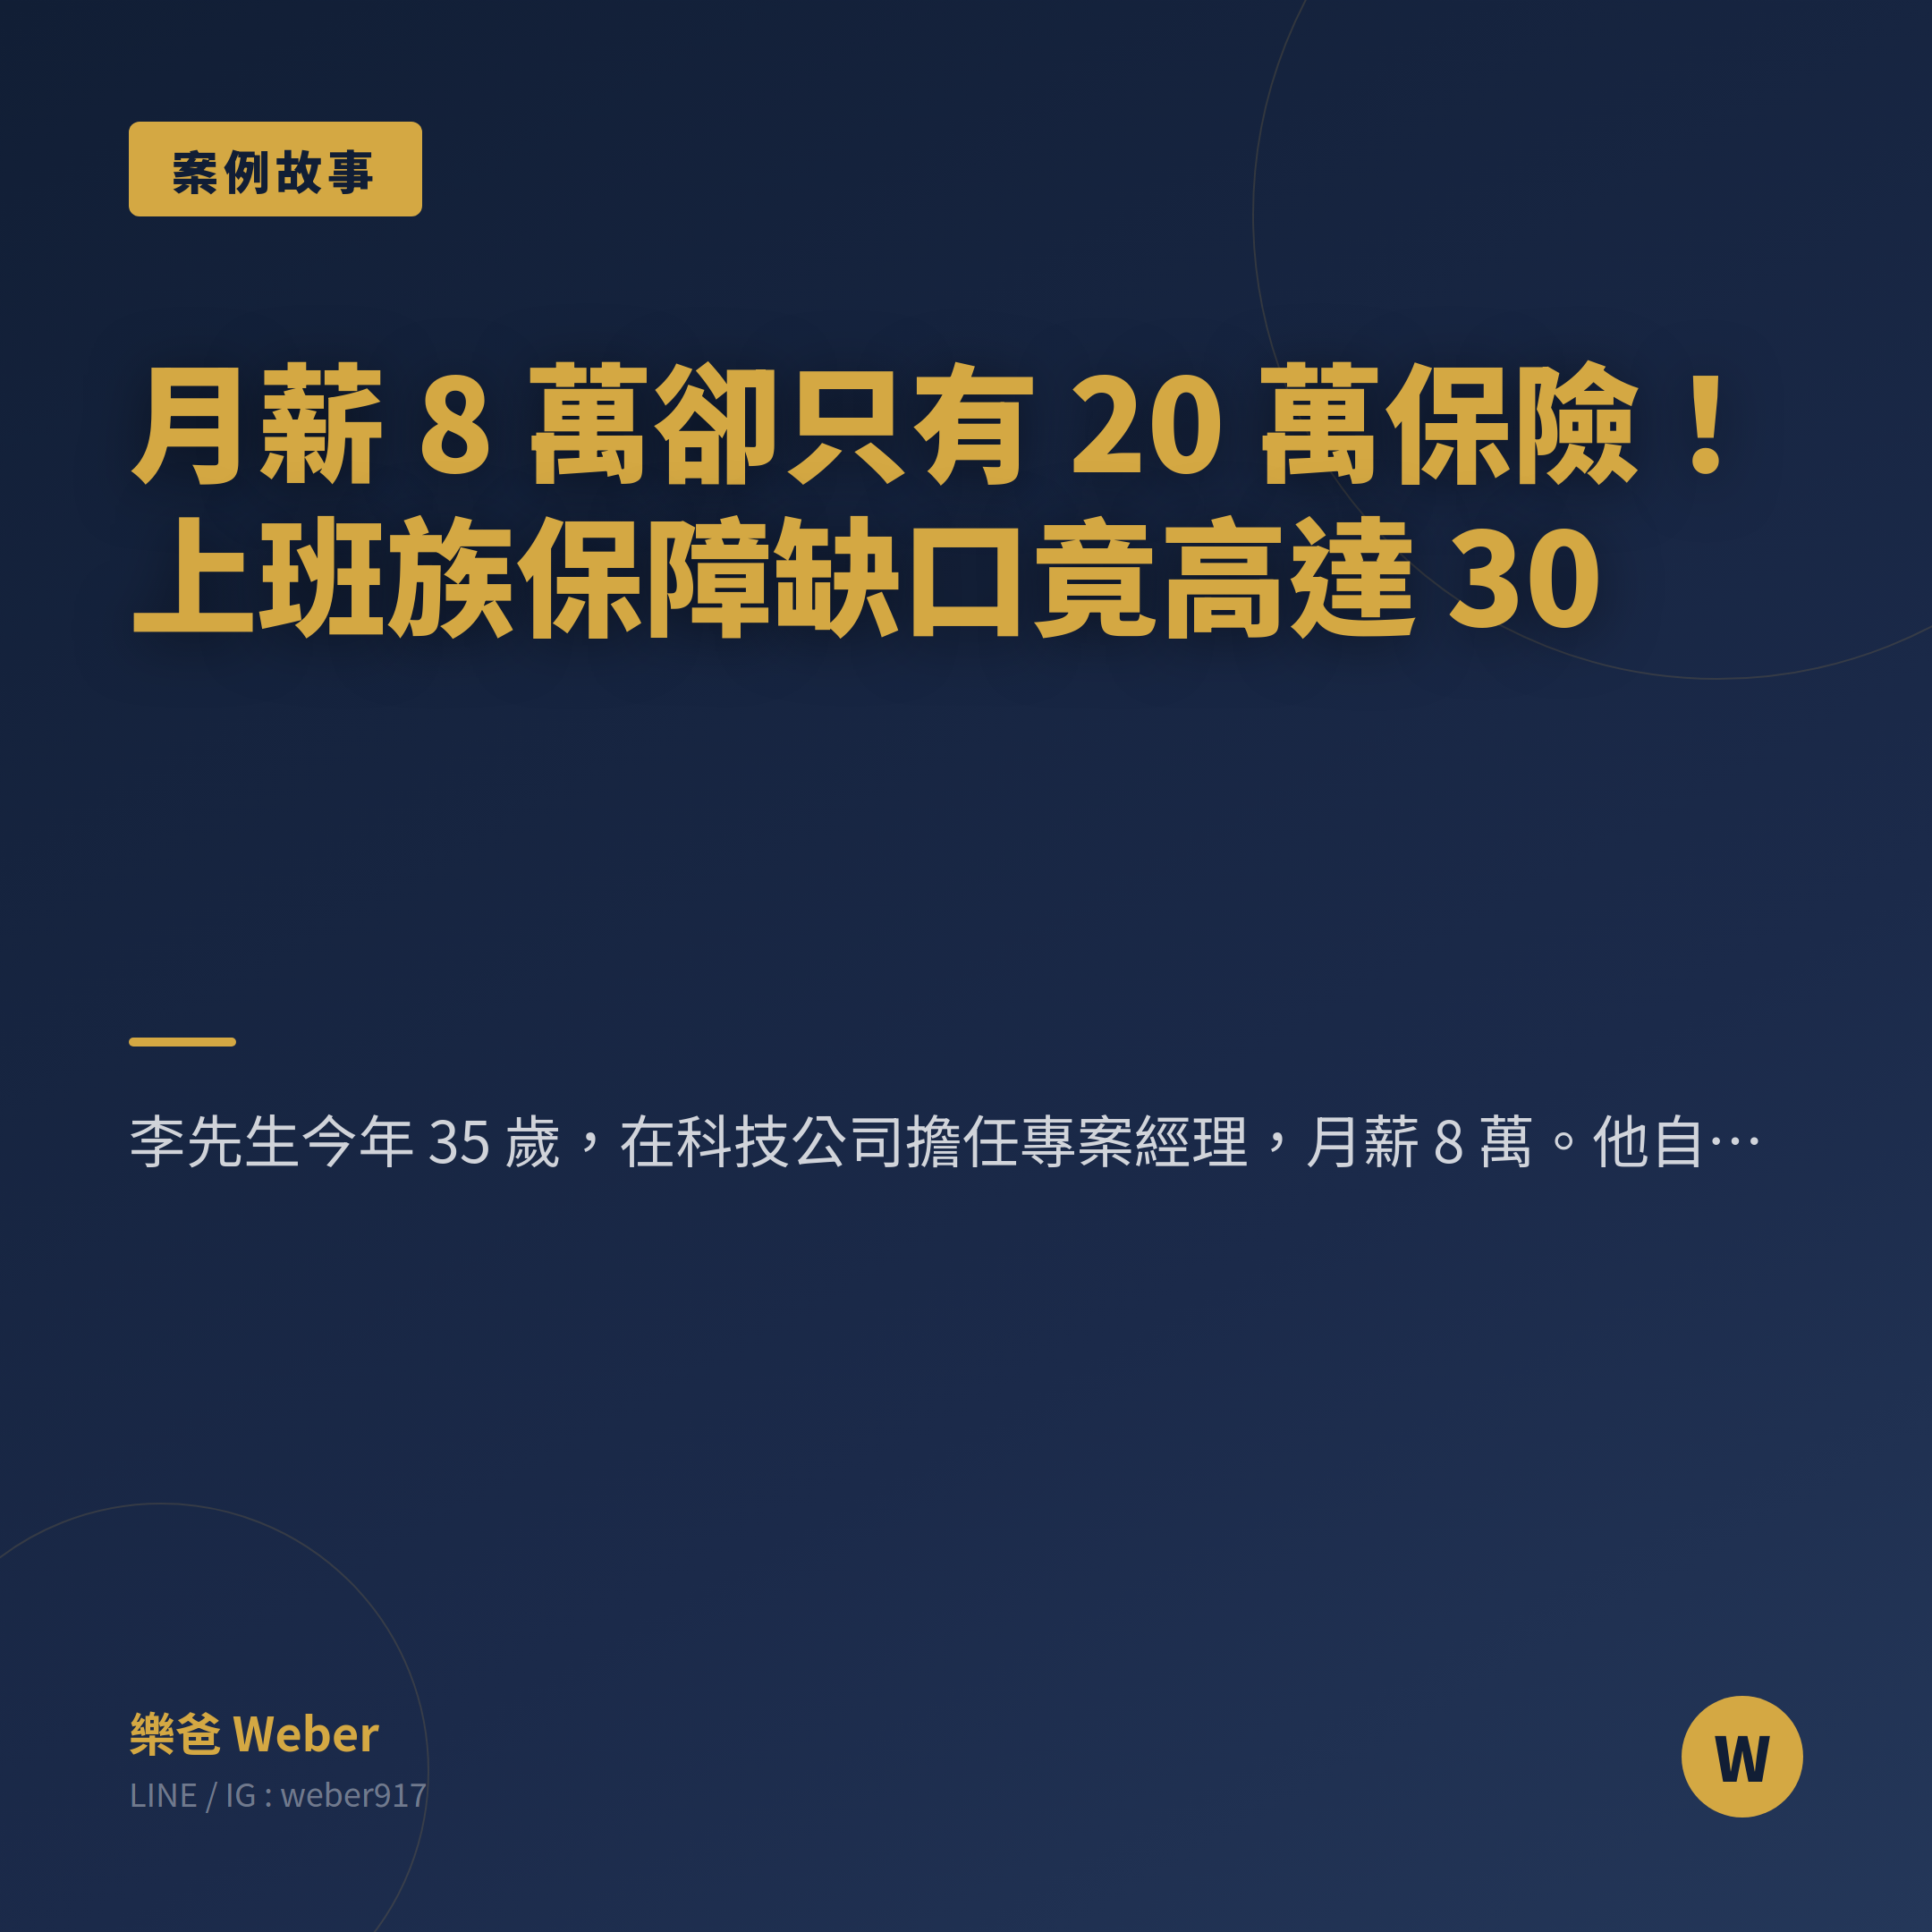 案例故事
月薪 8 萬卻只有 20 萬保險！
上班族保障缺口竟高達 30
李先生今年 35 歲，在科技公司擔任專案經理，月薪 8 萬。他自…
樂爸 Weber
LINE / IG : weber917
W